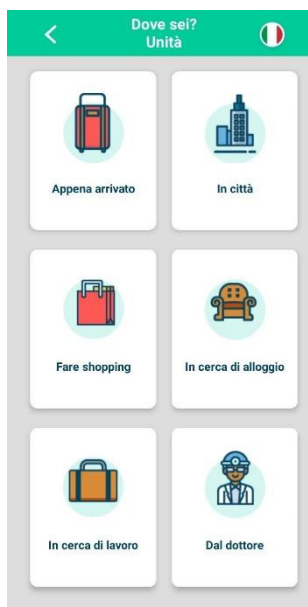 Dove sei?
Unità
Appena arrivato
In città
Fare shopping
In cerca di alloggio
In cerca di lavoro
Dal dottore